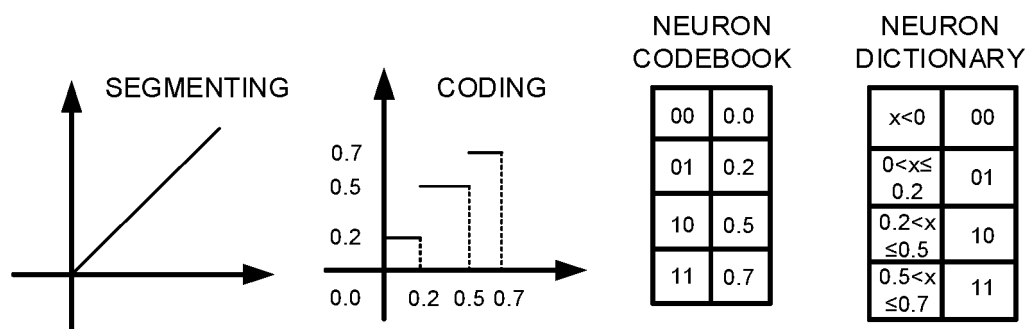 SEGMENTING
CODING
0.7
0.5
0.2
0.0
0.2 0.5 0.7
NEURON
CODEBOOK
00 0.0
01 0.2
10 0.5
11 0.7
NEURON
DICTIONARY
x<0 00
0<x≤
0.2
01
0.2<x
≤0.5
10
0.5<x
≤0.7
11